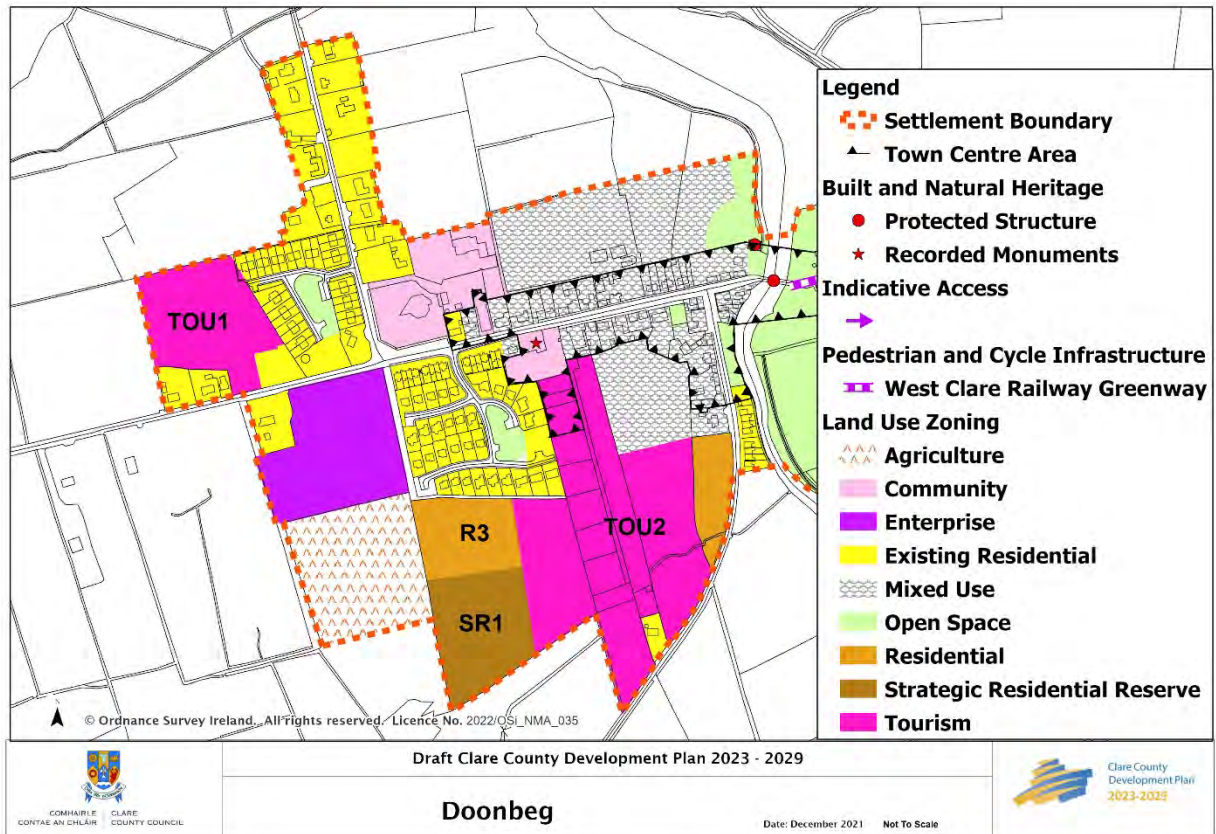 Legend
Settlement Boundary
Town Centre Area
Built and Natural Heritage
Protected Structure
Recorded Monuments
Indicative Access
Pedestrian and Cycle Infrastructure
West Clare Railway Greenway
Land Use Zoning
Agriculture
Community
Enterprise
Existing Residential
Mixed Use
Open Space
Residential
Strategic Residential Reserve
Tourism
TOU1
TOU2
R3
SR1
© Ordnance Survey Ireland. All rights reserved. Licence No. 2022/OSi_NMA_035
COMHAIRLE CONTAE AN CHLÁIR
CLARE COUNTY COUNCIL
Draft Clare County Development Plan 2023 - 2029
Doonbeg
Date: December 2021 Not To Scale
Clare County
Development Plan
2023-2029